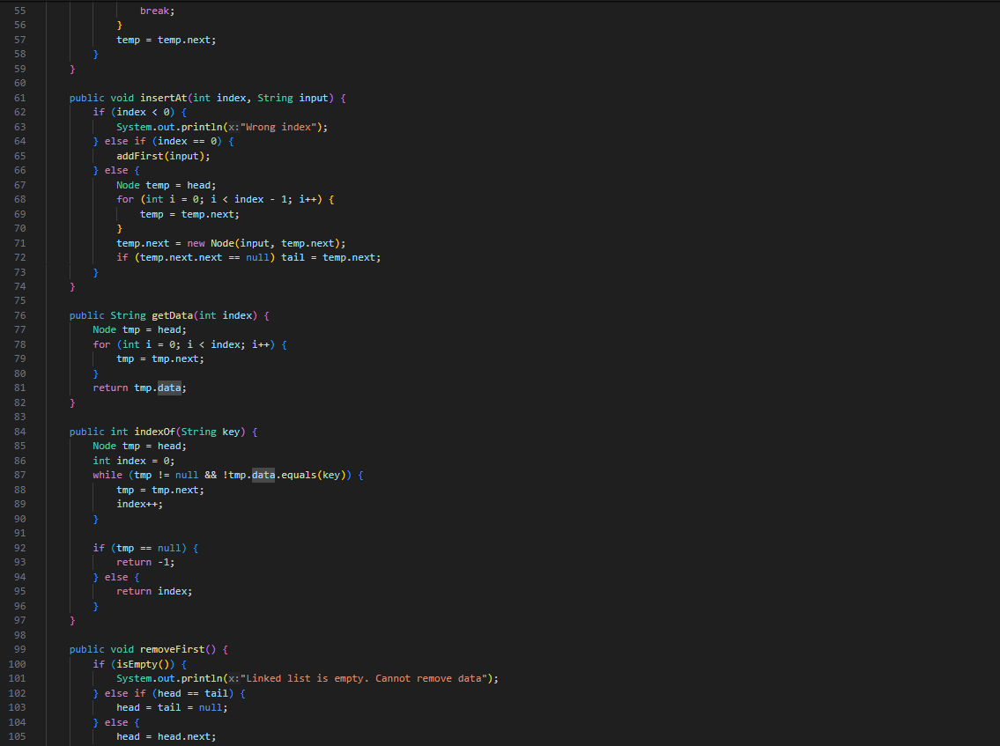 55 break;
56 }
57 temp = temp.next;
58 }
59 }
60
61 public void insertAt(int index, String input) {
62 if (index < 0) {
63 System.out.println(x:"Wrong index");
64 } else if (index == 0) {
65 addFirst(input);
66 } else {
67 Node temp = head;
68 for (int i = 0; i < index - 1; i++) {
69 temp = temp.next;
70 }
71 temp.next = new Node(input, temp.next);
72 if (temp.next.next == null) tail = temp.next;
73 }
74 }
75
76 public String getData(int index) {
77 Node tmp = head;
78 for (int i = 0; i < index; i++) {
79 tmp = tmp.next;
80 }
81 return tmp.data;
82 }
83
84 public int indexOf(String key) {
85 Node tmp = head;
86 int index = 0;
87 while (tmp != null && !tmp.data.equals(key)) {
88 tmp = tmp.next;
89 index++;
90 }
91
92 if (tmp == null) {
93 return -1;
94 } else {
95 return index;
96 }
97 }
98
99 public void removeFirst() {
100 if (isEmpty()) {
101 System.out.println(x:"Linked list is empty. Cannot remove data");
102 } else if (head == tail) {
103 head = tail = null;
104 } else {
105 head = head.next;